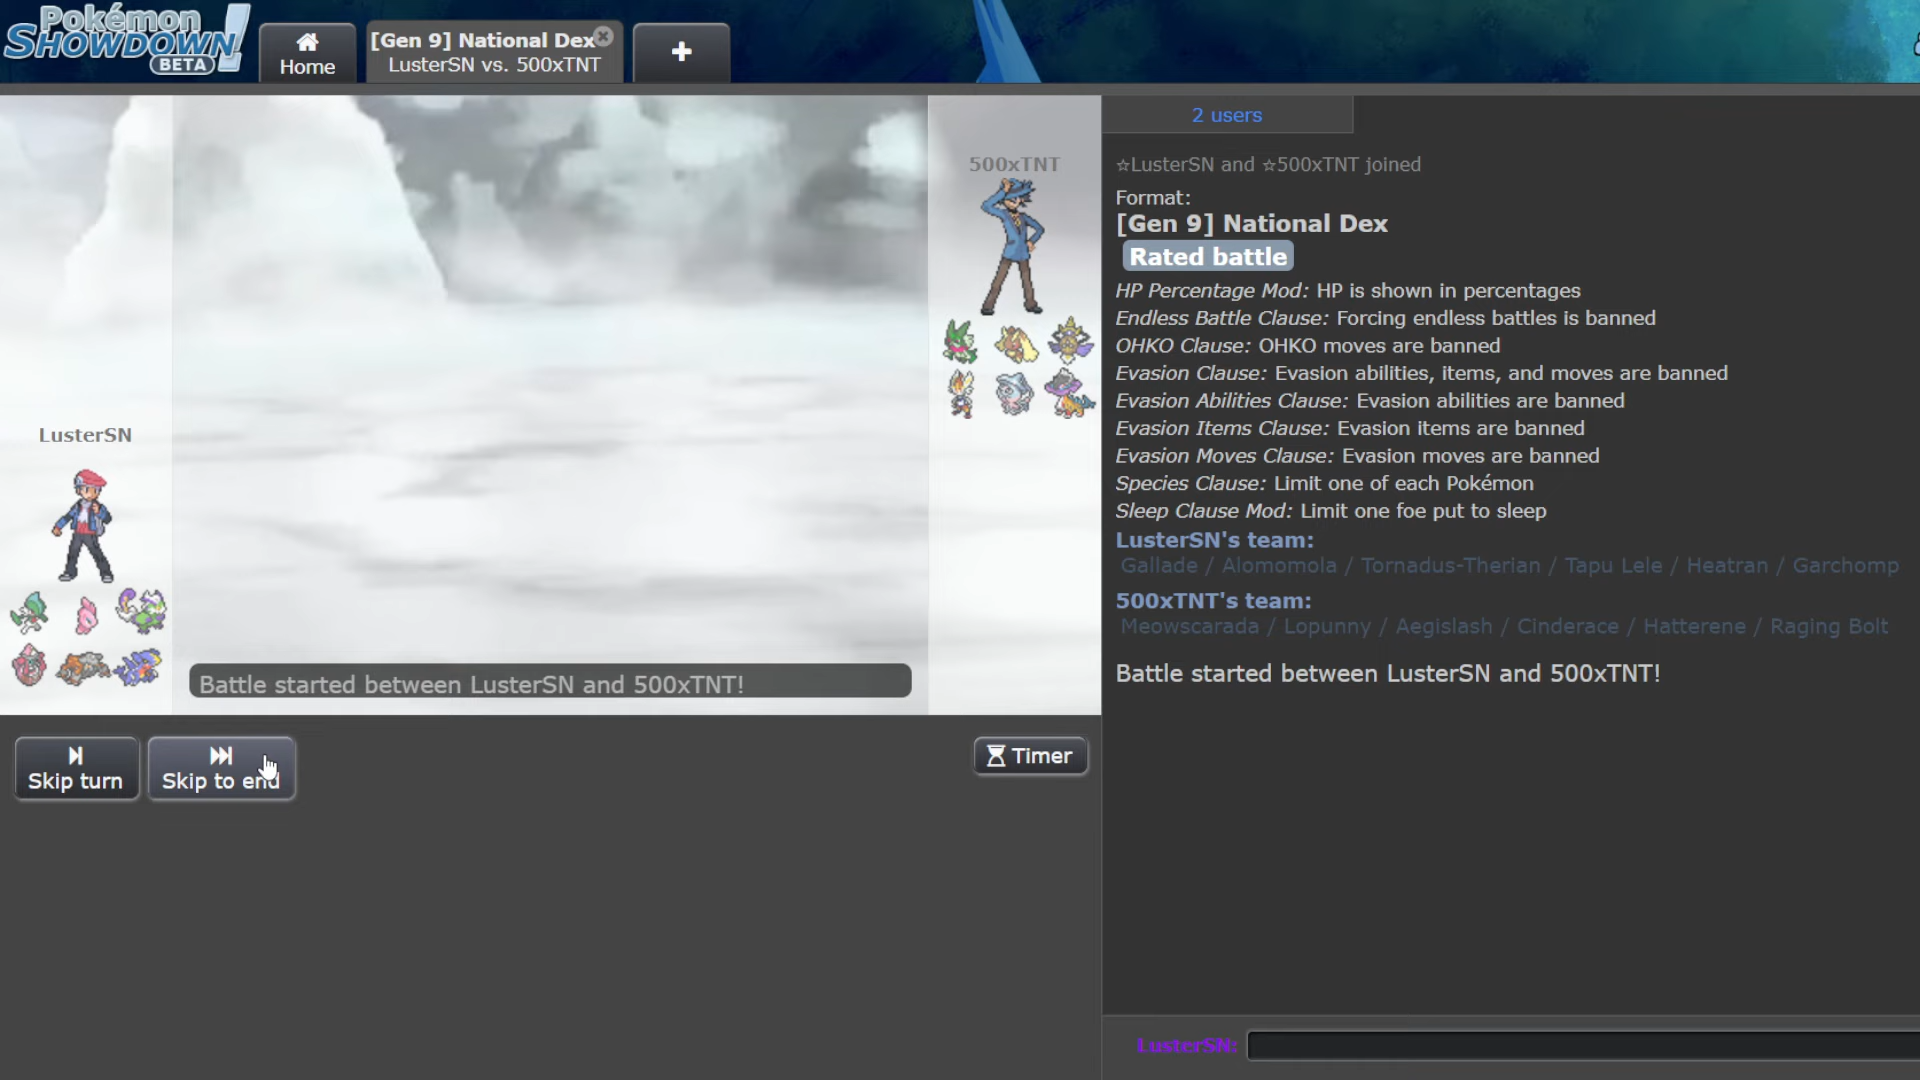 Pokémon
SHOWDOWN!
BETA
Home
[Gen 9] National Dex
LusterSN vs. 500xTNT
2 users
500xTNT
☆LusterSN and ☆500xTNT joined
Format:
[Gen 9] National Dex
Rated battle
HP Percentage Mod: HP is shown in percentages
Endless Battle Clause: Forcing endless battles is banned
OHKO Clause: OHKO moves are banned
Evasion Clause: Evasion abilities, items, and moves are banned
Evasion Abilities Clause: Evasion abilities are banned
Evasion Items Clause: Evasion items are banned
Evasion Moves Clause: Evasion moves are banned
Species Clause: Limit one of each Pokémon
Sleep Clause Mod: Limit one foe put to sleep
LusterSN's team:
Gallade / Alomomola / Tornadus-Therian / Tapu Lele / Heatran / Garchomp
500xTNT's team:
Meowscarada / Lopunny / Aegislash / Cinderace / Hatterene / Raging Bolt
Battle started between LusterSN and 500xTNT!
LusterSN
Battle started between LusterSN and 500xTNT!
Skip turn
Skip to end
Timer
LusterSN: